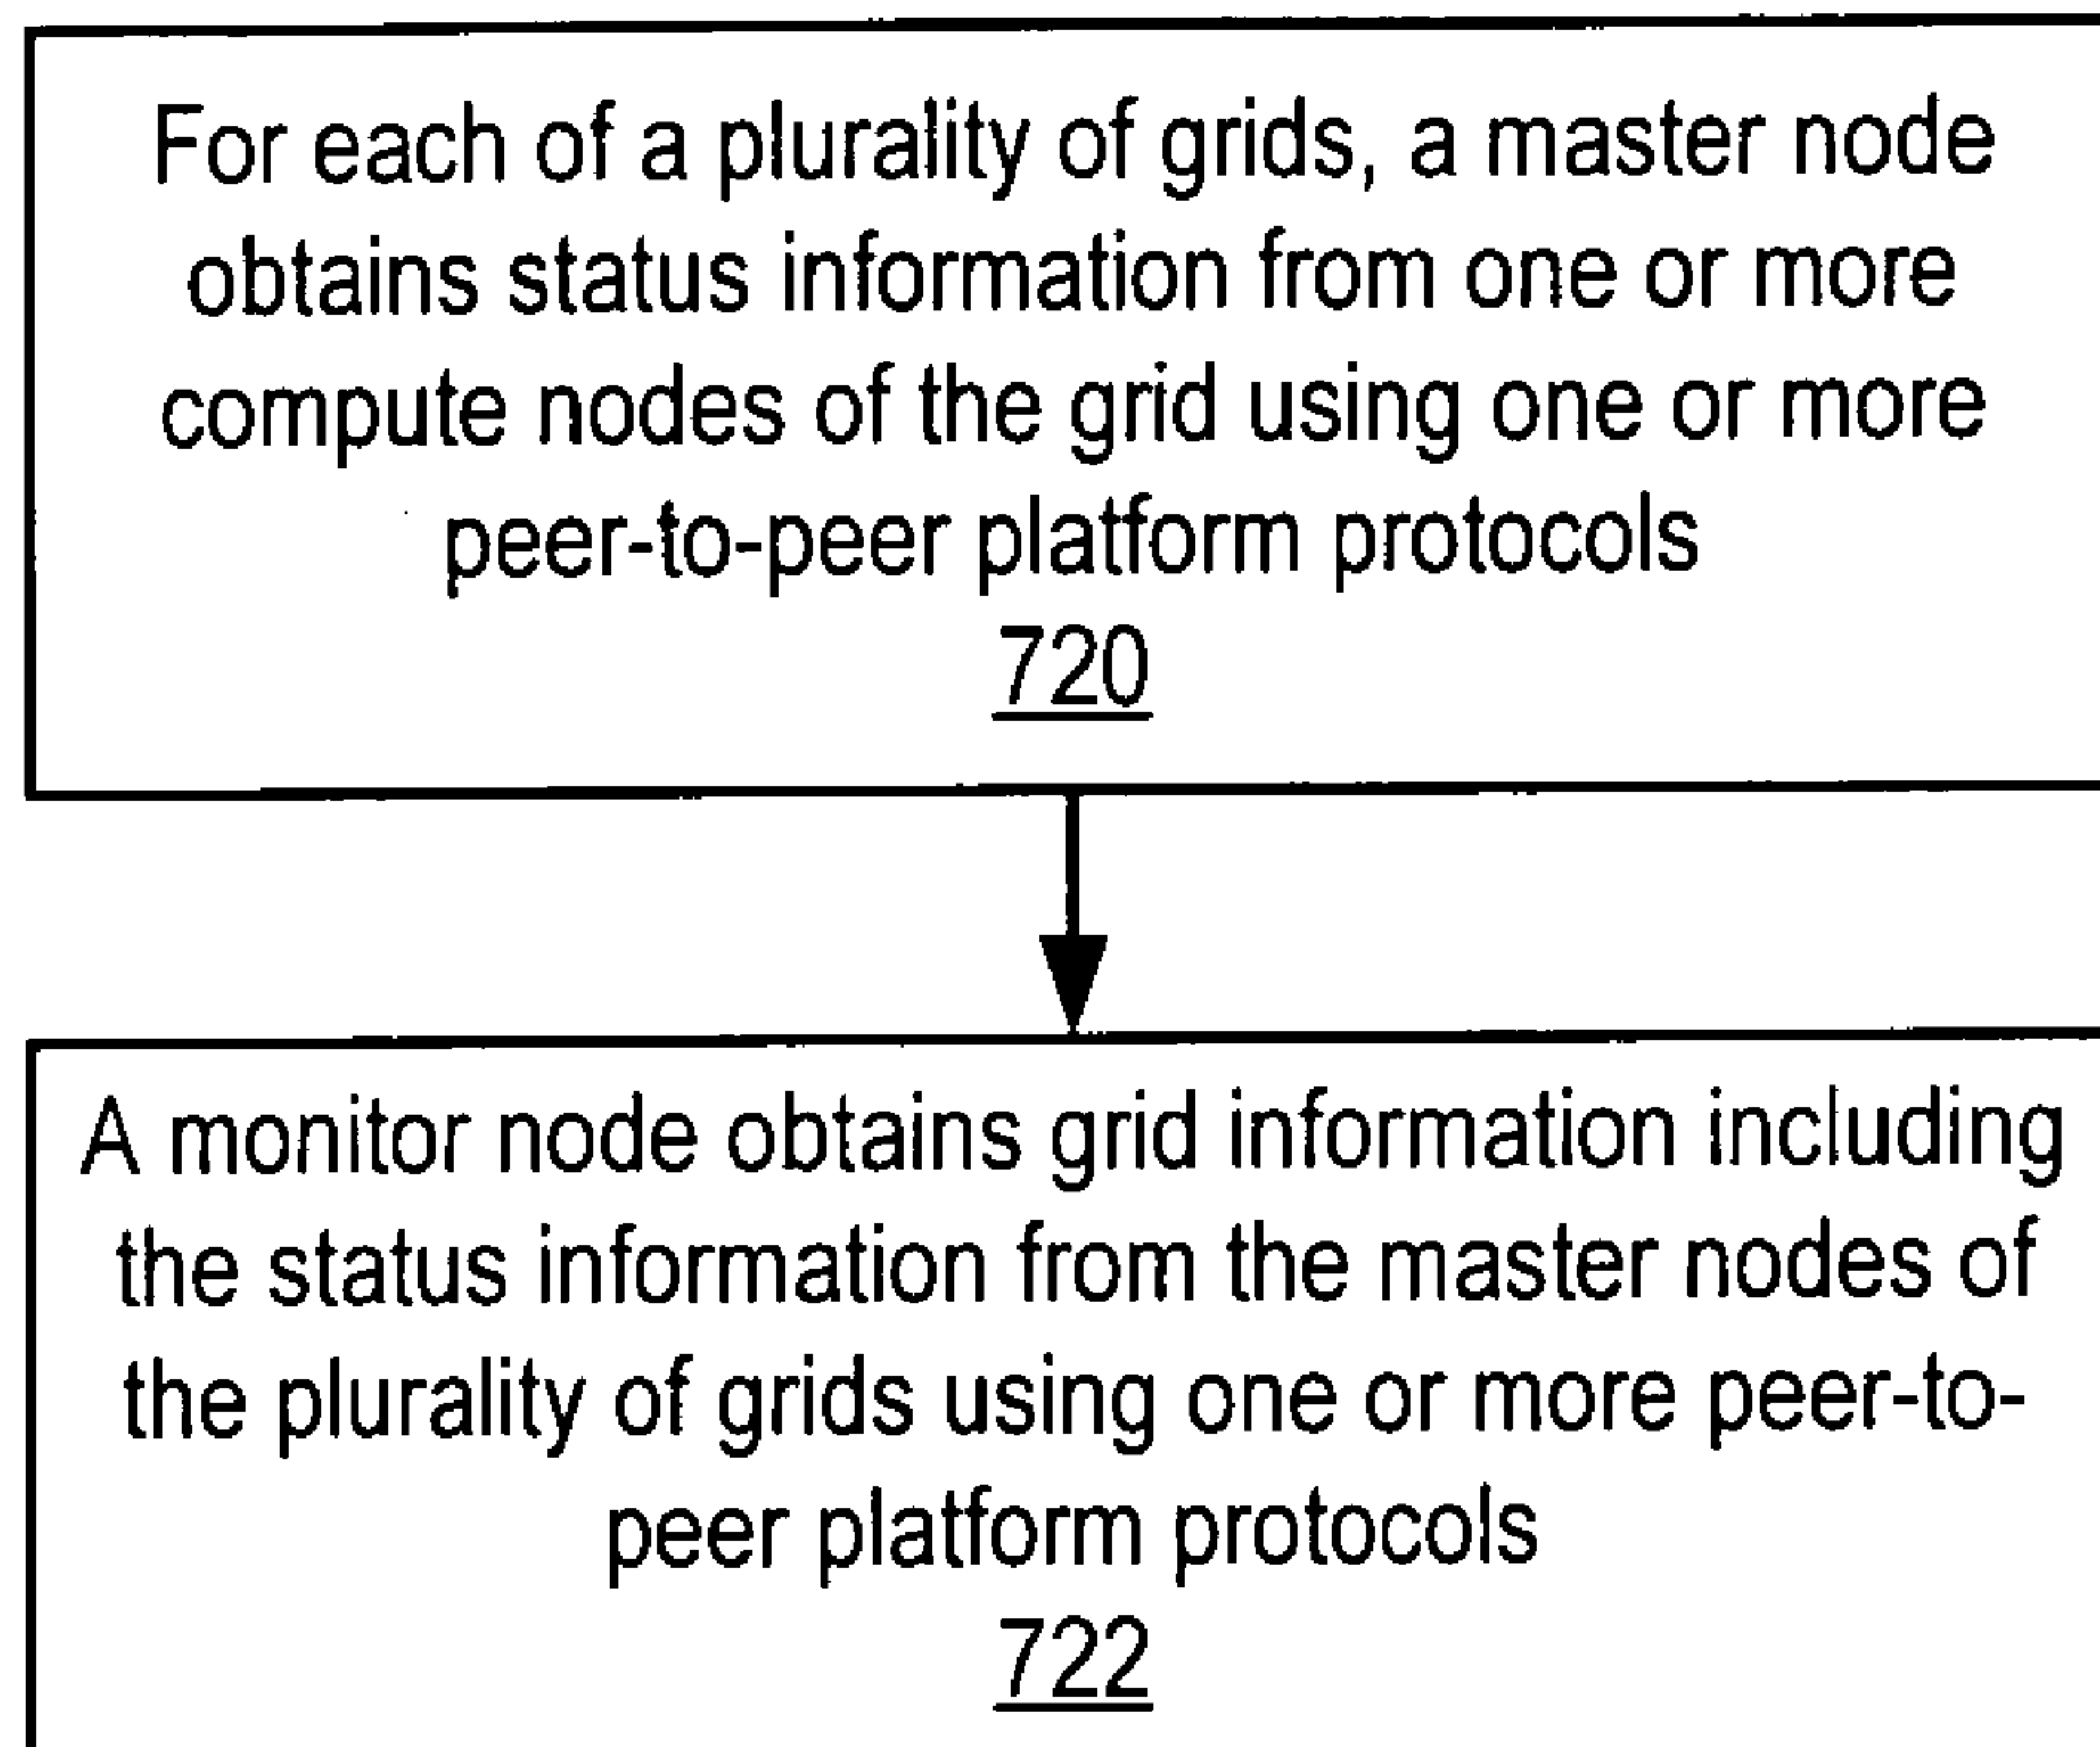 For each of a plurality of grids, a master node
obtains status information from one or more
compute nodes of the grid using one or more
peer-to-peer platform protocols
720
A monitor node obtains grid information including
the status information from the master nodes of
the plurality of grids using one or more peer-to-
peer platform protocols
722